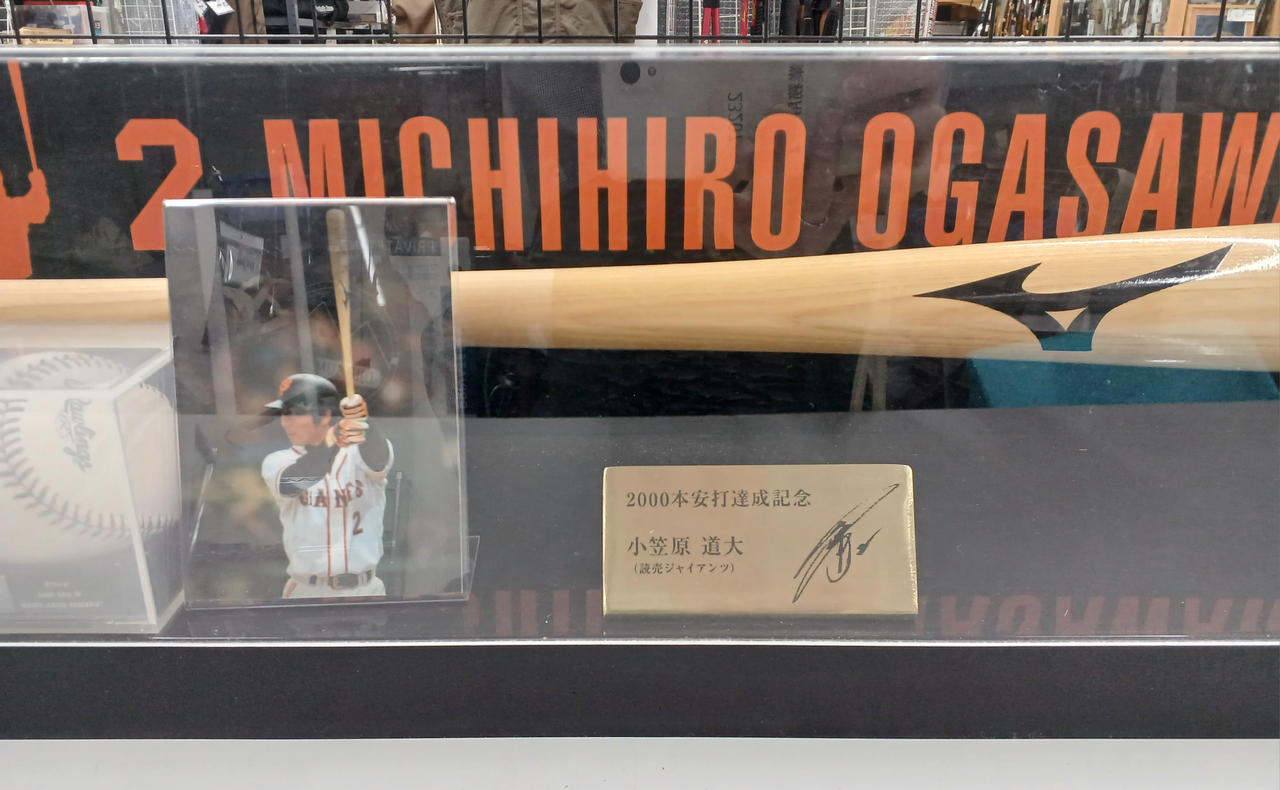 2 MICHIHIRO OGASAW
Rawlings
GIANTS
2
2000本安打達成記念
小笠原 道大
(読売ジャイアンツ)